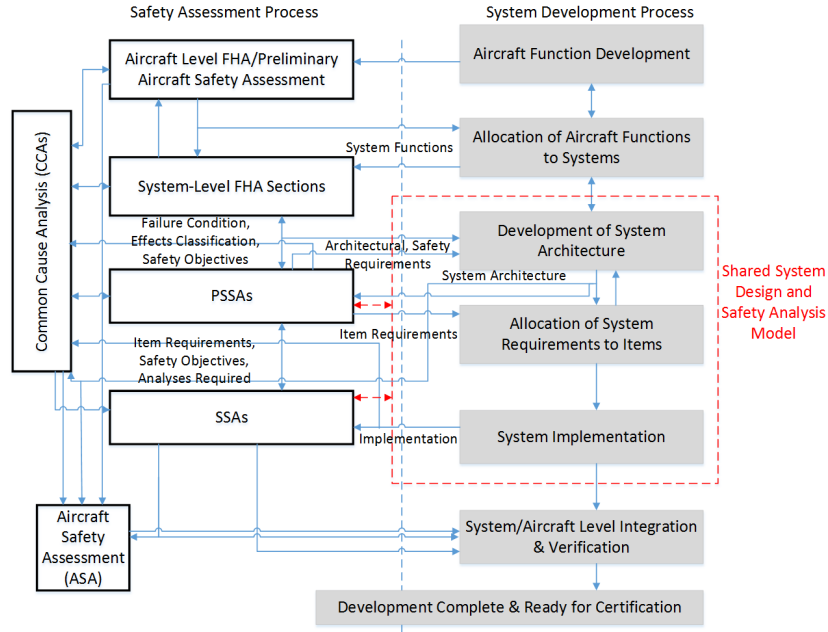 Safety Assessment Process
System Development Process
Aircraft Level FHA/Preliminary
Aircraft Safety Assessment
Aircraft Function Development
Allocation of Aircraft Functions
to Systems
System Functions
System-Level FHA Sections
Common Cause Analysis (CCAs)
Failure Condition,
Effects Classification,
Safety Objectives
Architectural, Safety
Requirements
Development of System
Architecture
System Architecture
Shared System
Design and
Safety Analysis
Model
PSSAs
Item Requirements
Allocation of System
Requirements to Items
Item Requirements,
Safety Objectives,
Analyses Required
SSAs
Implementation
System Implementation
Aircraft
Safety
Assessment
(ASA)
System/Aircraft Level Integration
& Verification
Development Complete & Ready for Certification